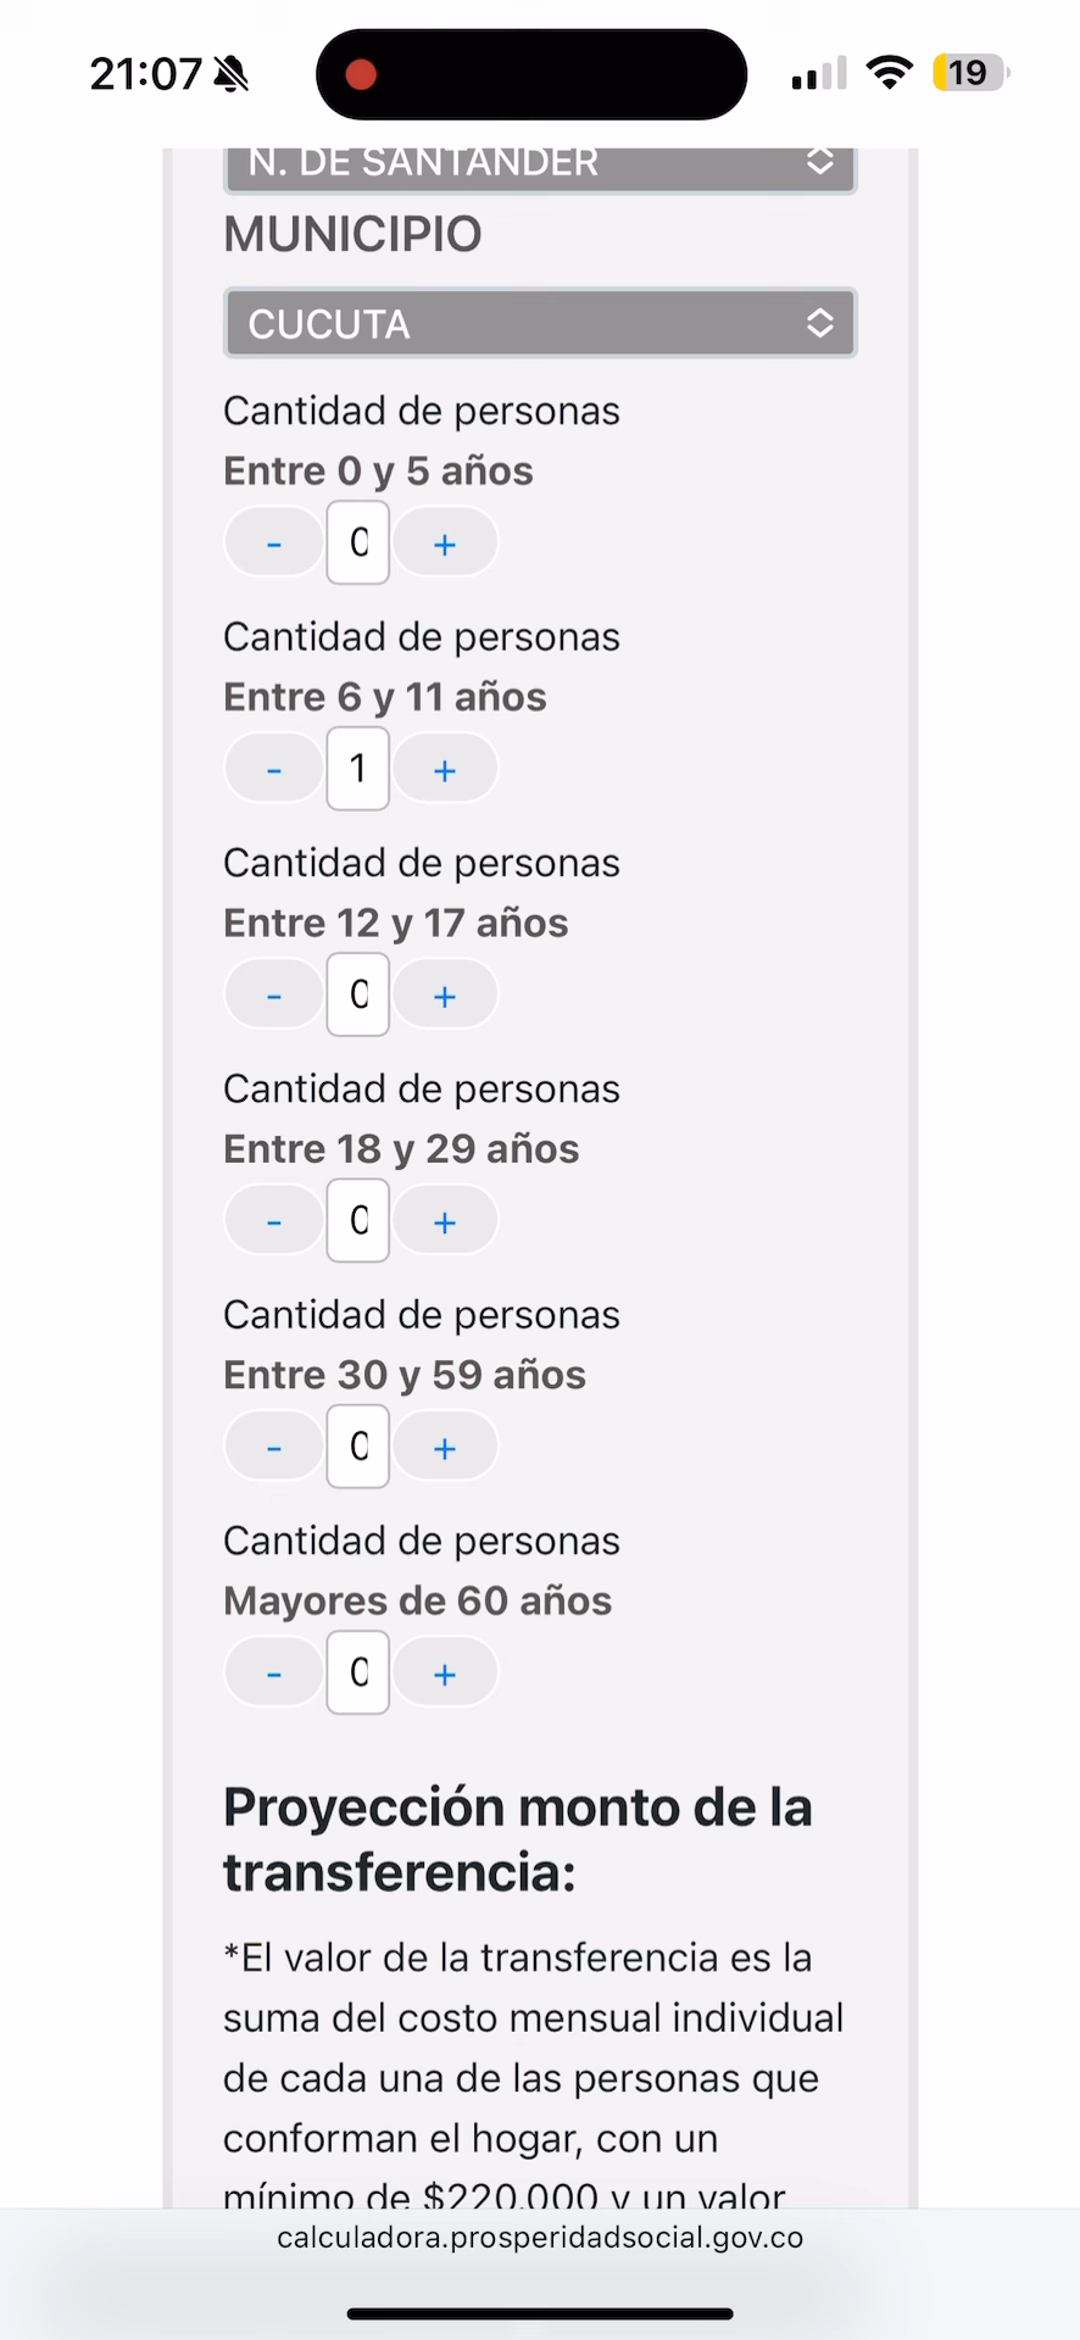 21:07
19
N. DE SANTANDER
MUNICIPIO
CUCUTA
Cantidad de personas
Entre 0 y 5 años
- 0 +
Cantidad de personas
Entre 6 y 11 años
- 1 +
Cantidad de personas
Entre 12 y 17 años
- 0 +
Cantidad de personas
Entre 18 y 29 años
- 0 +
Cantidad de personas
Entre 30 y 59 años
- 0 +
Cantidad de personas
Mayores de 60 años
- 0 +
Proyección monto de la
transferencia:
*El valor de la transferencia es la
suma del costo mensual individual
de cada una de las personas que
conforman el hogar, con un
mínimo de $220.000 y un valor
calculadora.prosperidadsocial.gov.co